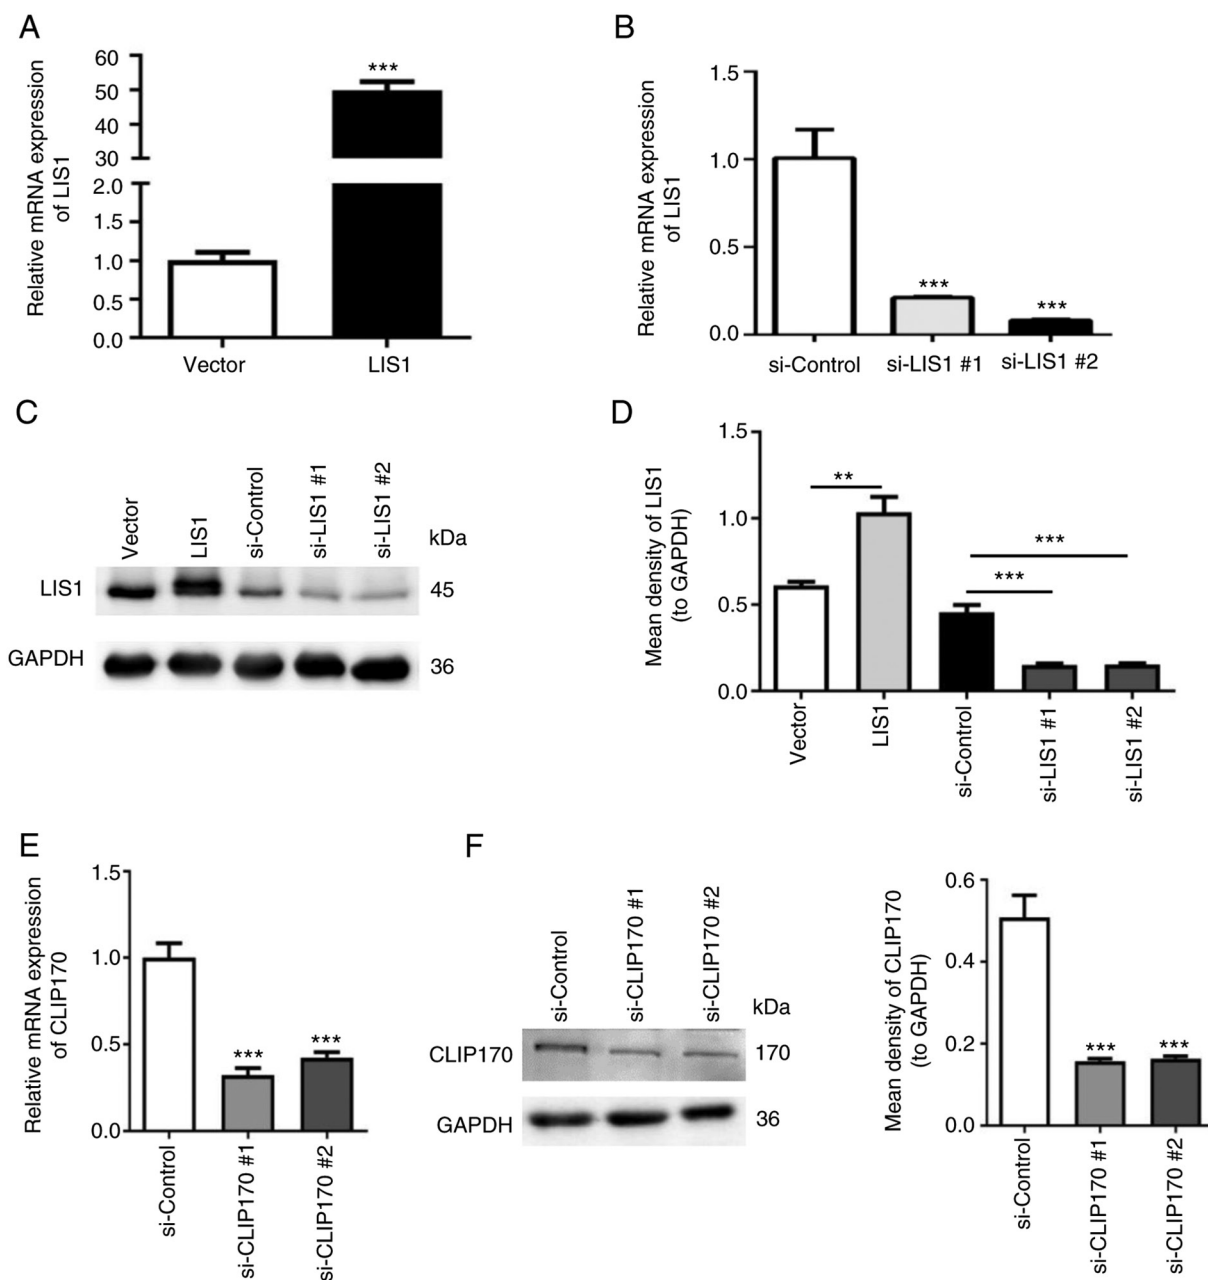 A
Relative mRNA expression
of LIS1
60
50
40
30
2.0
1.5
1.0
0.5
0.0
***
Vector
LIS1
B
Relative mRNA expression
of LIS1
1.5
1.0
0.5
0.0
***
***
si-Control
si-LIS1 #1
si-LIS1 #2
C
Vector
LIS1
si-Control
si-LIS1 #1
si-LIS1 #2
kDa
LIS1
45
GAPDH
36
D
Mean density of LIS1
(to GAPDH)
1.5
1.0
0.5
0.0
**
***
***
Vector
LIS1
si-Control
si-LIS1 #1
si-LIS1 #2
E
Relative mRNA expression
of CLIP170
1.5
1.0
0.5
0.0
***
***
si-Control
si-CLIP170 #1
si-CLIP170 #2
F
si-Control
si-CLIP170 #1
si-CLIP170 #2
kDa
CLIP170
170
GAPDH
36
Mean density of CLIP170
(to GAPDH)
0.6
0.4
0.2
0.0
***
***
si-Control
si-CLIP170 #1
si-CLIP170 #2